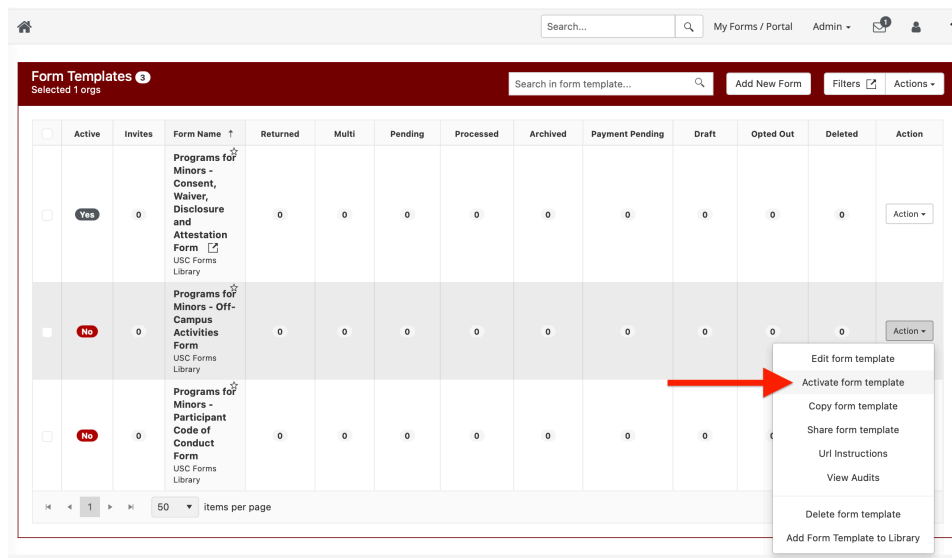 Search...
My Forms / Portal
Admin
1
Form Templates 3
Selected 1 orgs
Search in form template...
Add New Form
Filters
Actions
Active Invites Form Name ↑ Returned Multi Pending Processed Archived Payment Pending Draft Opted Out Deleted Action
Programs for
Minors -
Consent,
Waiver,
Disclosure
and
Attestation
Form
USC Forms
Library
Yes 0 0 0 0 0 0 0 0 0 0 Action
Programs for
Minors - Off-
Campus
Activities
Form
USC Forms
Library
No 0 0 0 0 0 0 0 0 0 0 Action
Edit form template
Activate form template
Copy form template
Share form template
Url Instructions
View Audits
Delete form template
Add Form Template to Library
Programs for
Minors -
Participant
Code of
Conduct
Form
USC Forms
Library
No 0 0 0 0 0 0 0 0
1 50 items per page